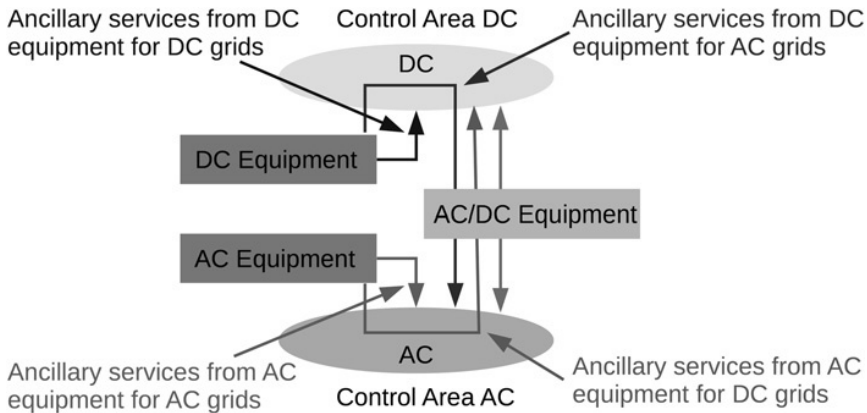 Ancillary services from DC
equipment for DC grids
Control Area DC
Ancillary services from DC
equipment for AC grids
DC
DC Equipment
AC/DC Equipment
AC Equipment
AC
Ancillary services from AC
equipment for AC grids
Control Area AC
Ancillary services from AC
equipment for DC grids